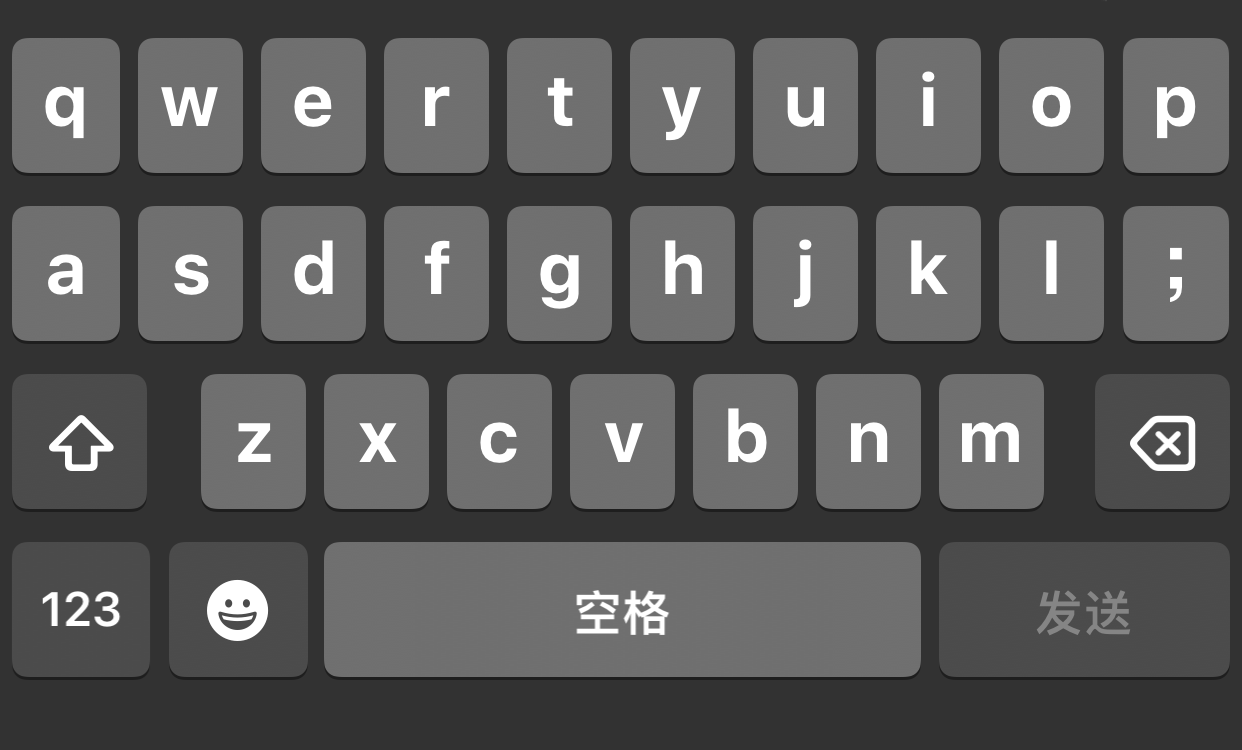 q w e r t y u i o p
a s d f g h j k l ;
z x c v b n m
123 空格 发送